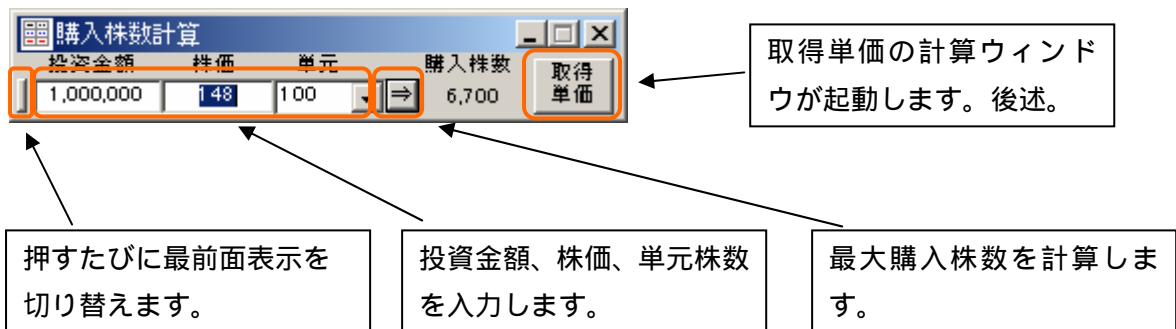 購入株数計算
投資金額 株価 単元 購入株数
1,000,000 148 100 ⇒ 6,700
取得
単価
取得単価の計算ウィンド
ウが起動します。後述。
押すたびに最前面表示を
切り替えます。
投資金額、株価、単元株数
を入力します。
最大購入株数を計算しま
す。